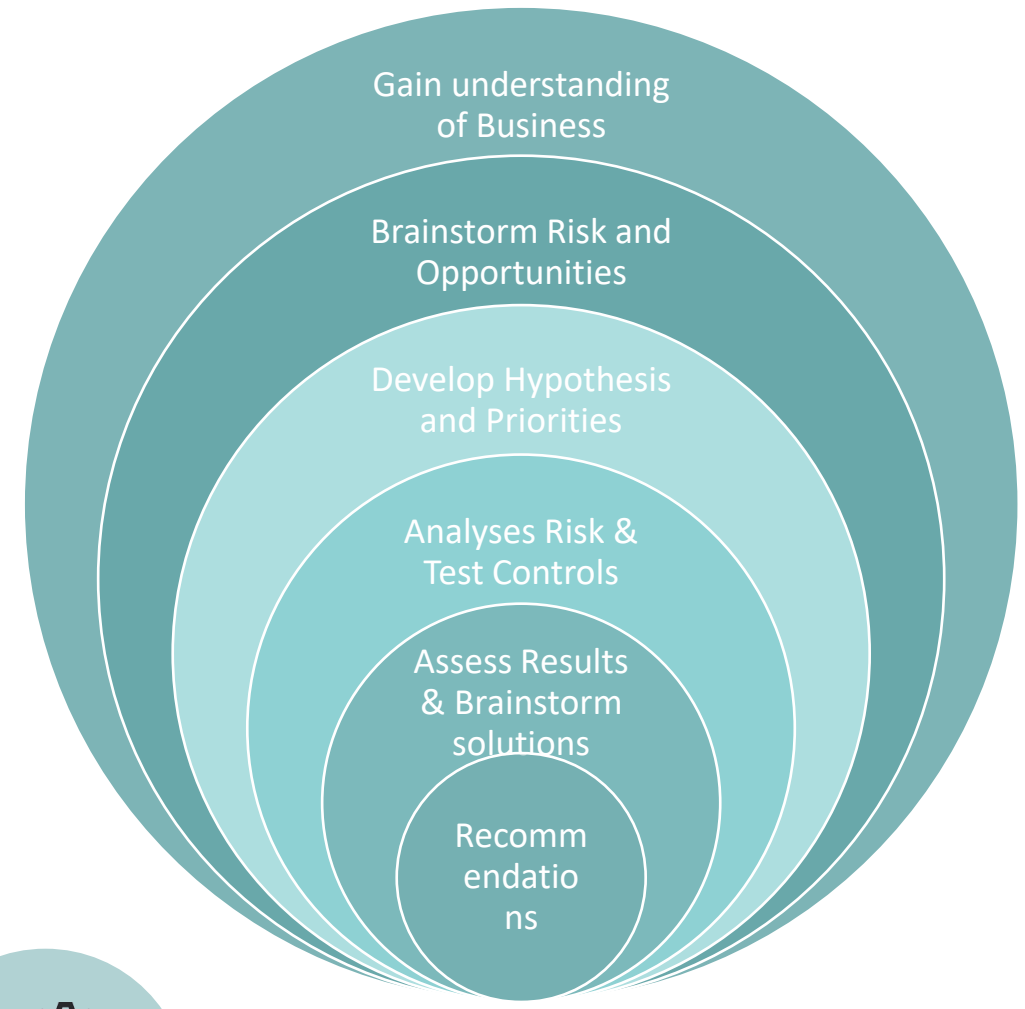 Gain understanding
of Business
Brainstorm Risk and
Opportunities
Develop Hypothesis
and Priorities
Analyses Risk &
Test Controls
Assess Results
& Brainstorm
solutions
Recomm
endatio
ns